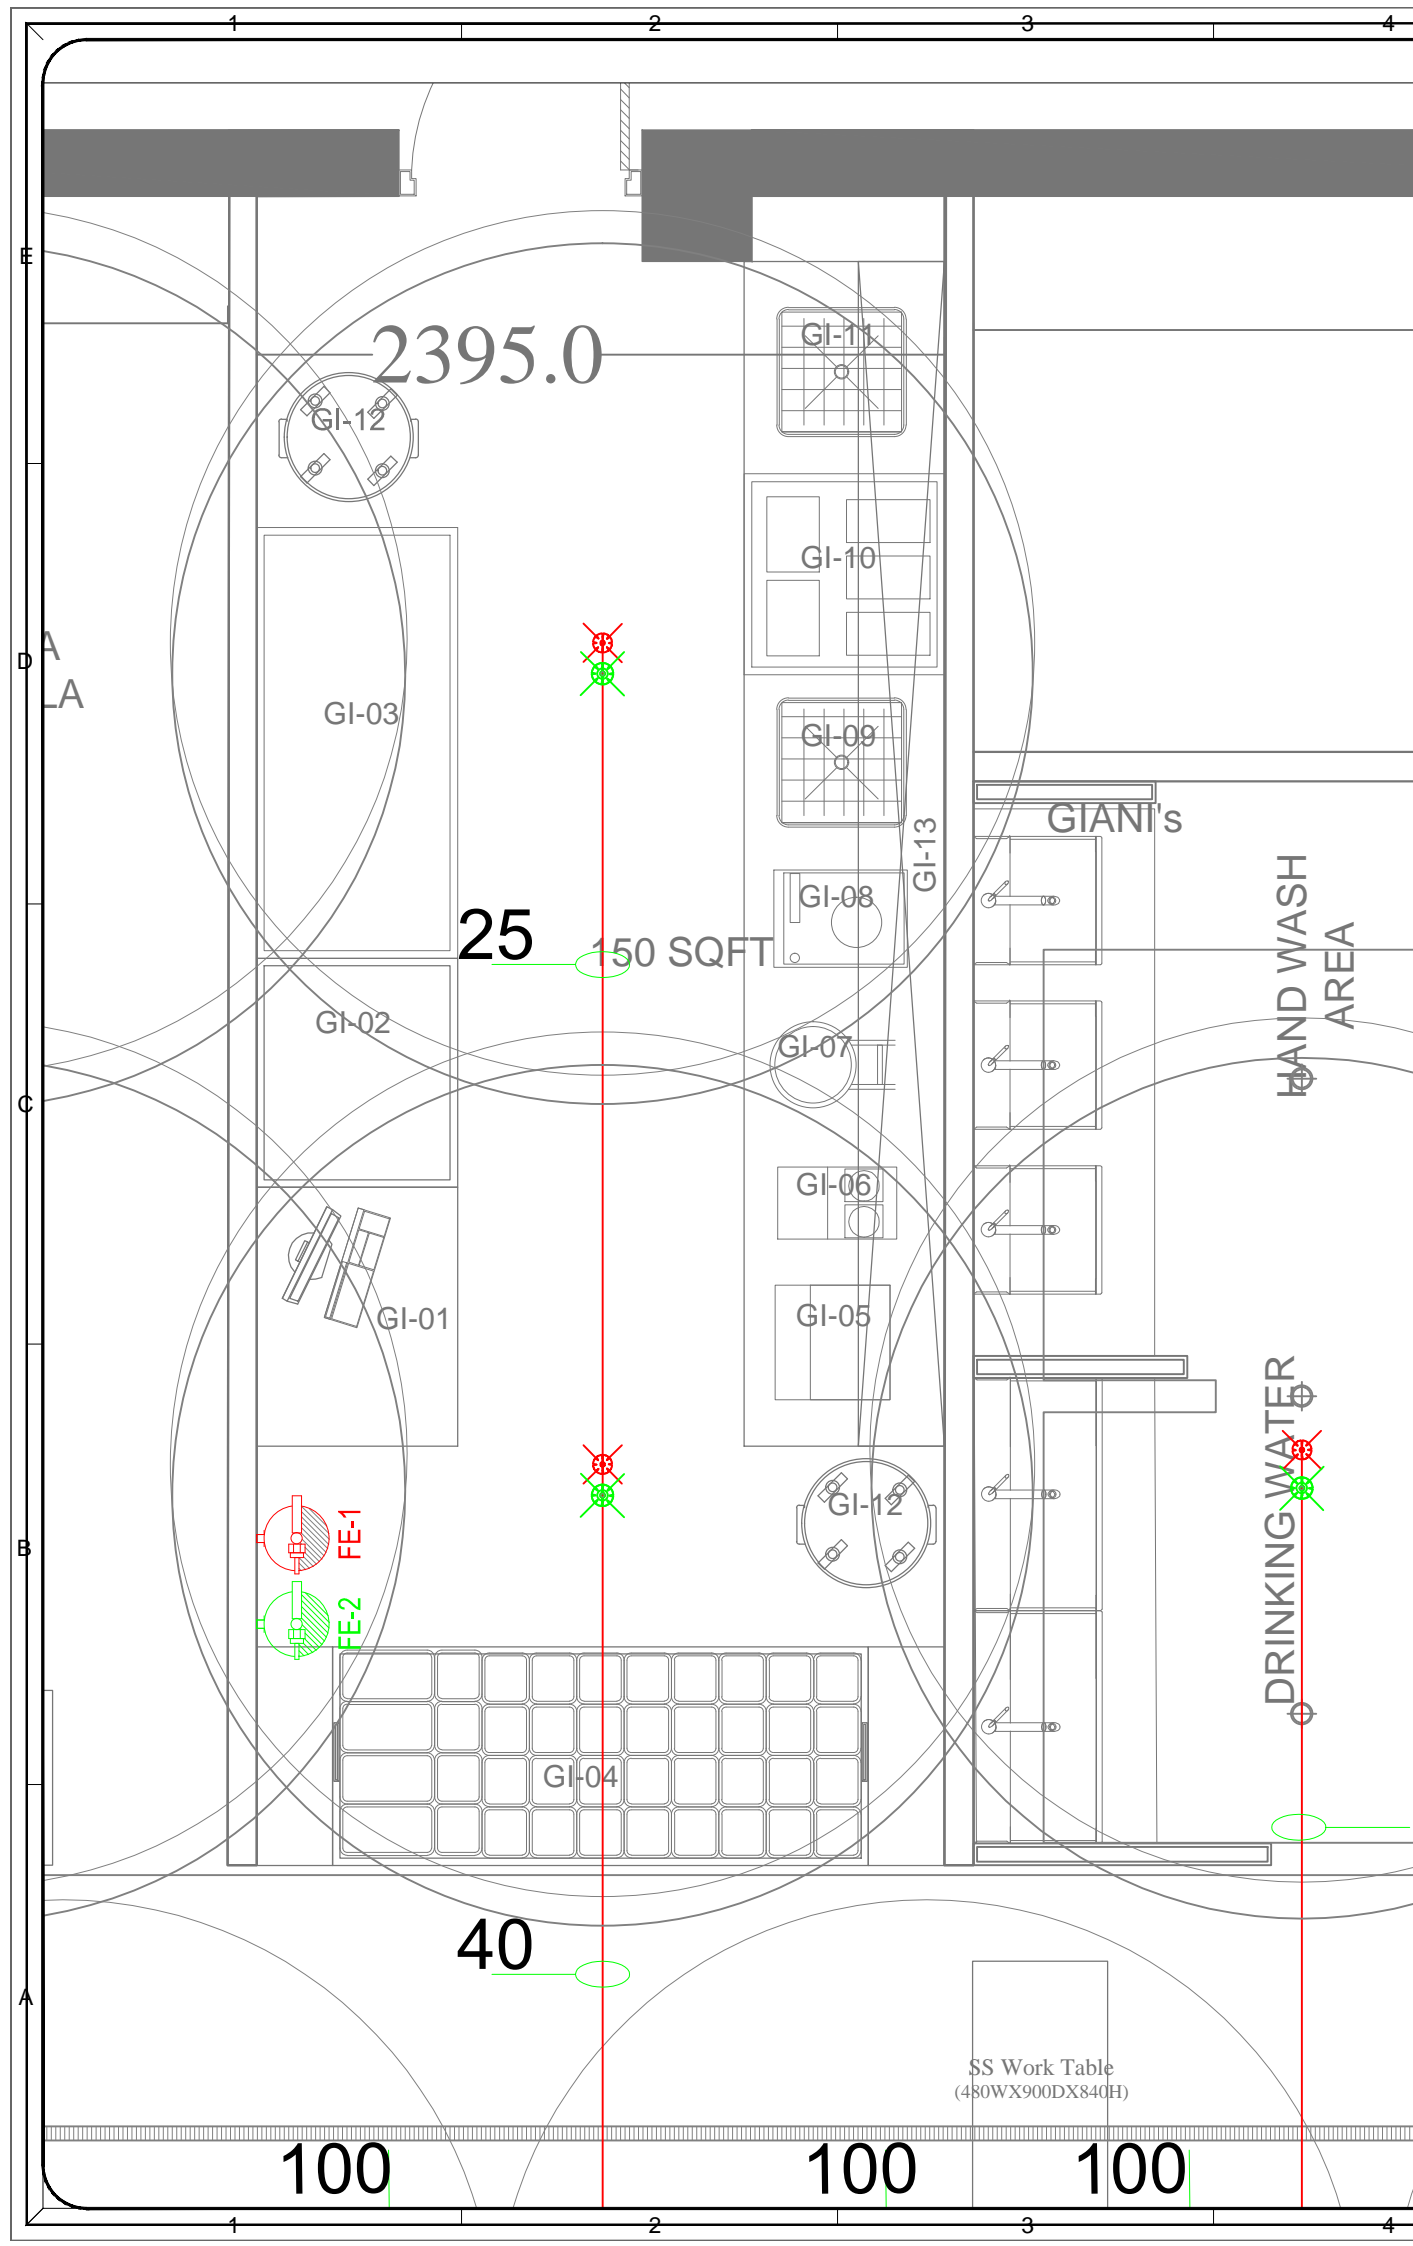 1 2 3 4
E
2395.0
GI-11
GI-12
GI-10
D
A
LA
GI-03
GI-09
GIANI's
GI-13
GI-08
HAND WASH
AREA
25
150 SQFT
GI-02
GI-07
C
GI-06
GI-01
GI-05
DRINKING WATER
GI-12
FE-1
B
FE-2
GI-04
40
A
SS Work Table
(480WX900DX840H)
100 100 100
1 2 3 4